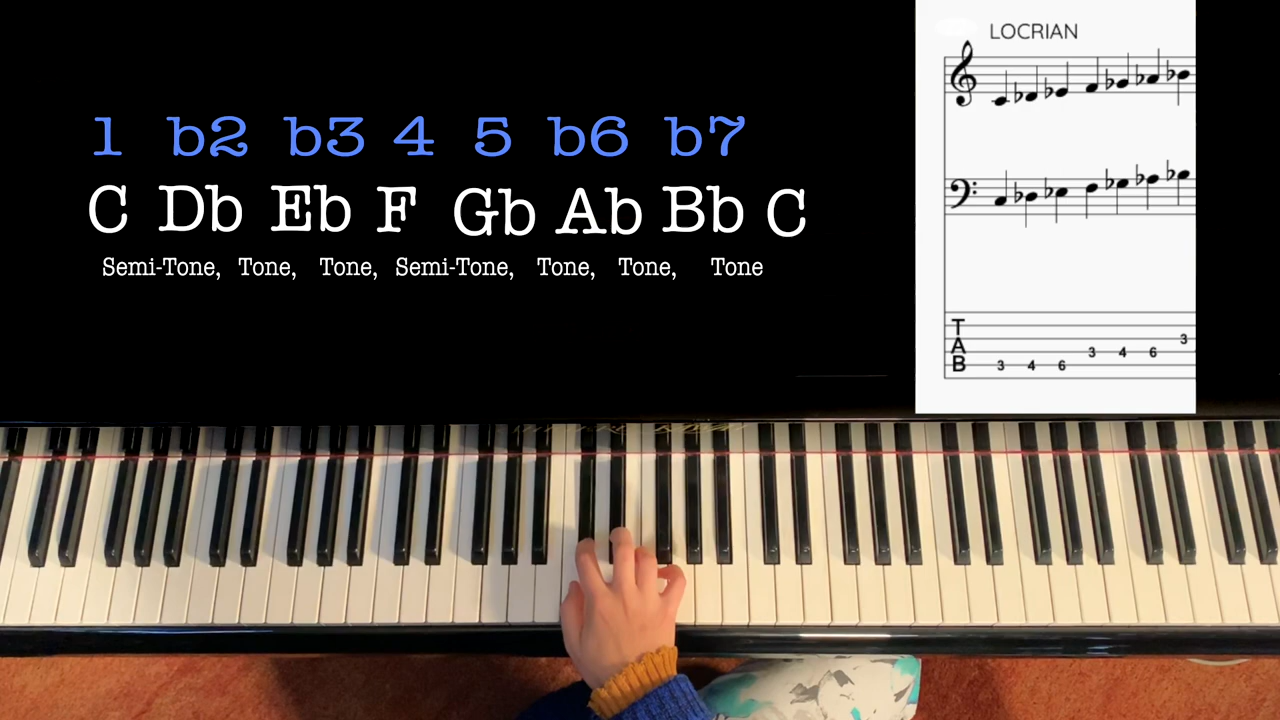 LOCRIAN
1 b2 b3 4 5 b6 b7
C Db Eb F Gb Ab Bb C
Semi-Tone, Tone, Tone, Semi-Tone, Tone, Tone, Tone
T
A
B
3 4 6 3 4 6 3